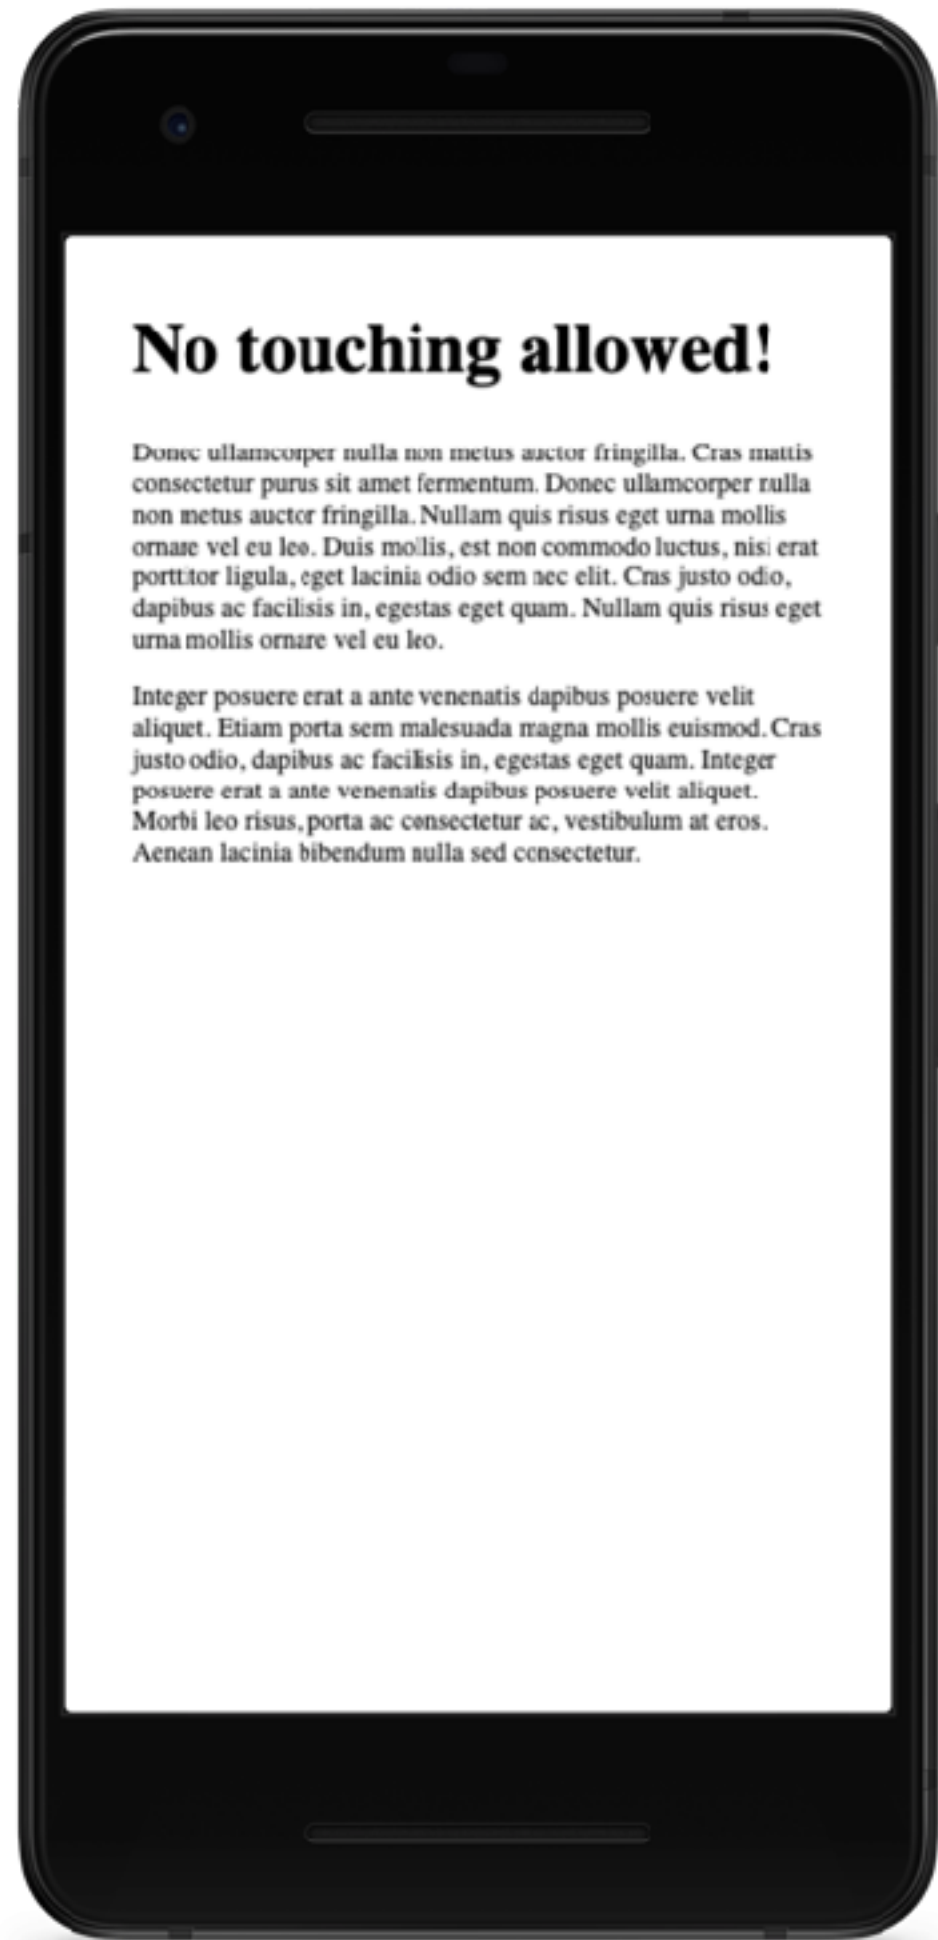 No touching allowed!
Donec ullamcorper nulla non metus auctor fringilla. Cras mattis
consectetur purus sit amet fermentum. Donec ullamcorper nulla
non metus auctor fringilla. Nullam quis risus eget urna mollis
ornare vel eu leo. Duis mollis, est non commodo luctus, nisi erat
porttitor ligula, eget lacinia odio sem nec elit. Cras justo odio,
dapibus ac facilisis in, egestas eget quam. Nullam quis risus eget
urna mollis ornare vel eu leo.
Integer posuere erat a ante venenatis dapibus posuere velit
aliquet. Etiam porta sem malesuada magna mollis euismod. Cras
justo odio, dapibus ac facilisis in, egestas eget quam. Integer
posuere erat a ante venenatis dapibus posuere velit aliquet.
Morbi leo risus, porta ac consectetur ac, vestibulum at eros.
Aenean lacinia bibendum nulla sed consectetur.